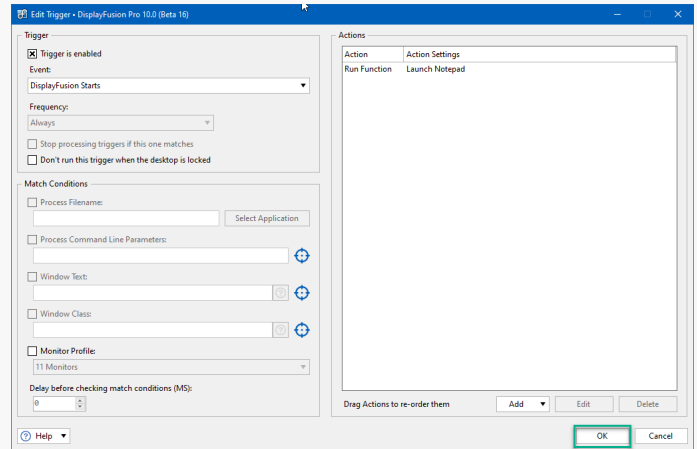 Edit Trigger • DisplayFusion Pro 10.0 (Beta 16)
Trigger
Trigger is enabled
Event:
DisplayFusion Starts
Frequency:
Always
Stop processing triggers if this one matches
Don't run this trigger when the desktop is locked
Match Conditions
Process Filename:
Select Application
Process Command Line Parameters:
Window Text:
Window Class:
Monitor Profile:
11 Monitors
Delay before checking match conditions (MS):
0
Help
Actions
Action Action Settings
Run Function Launch Notepad
Drag Actions to re-order them Add Edit Delete
OK Cancel